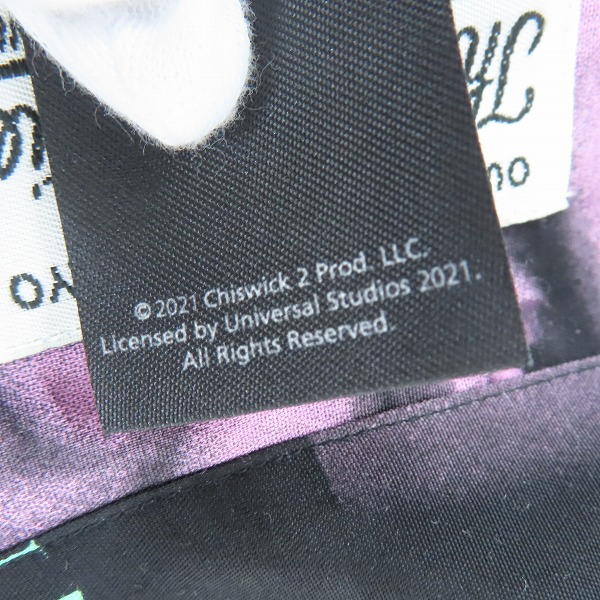 © 2021 Chiswick 2 Prod. LLC.
Licensed by Universal Studios 2021.
All Rights Reserved.